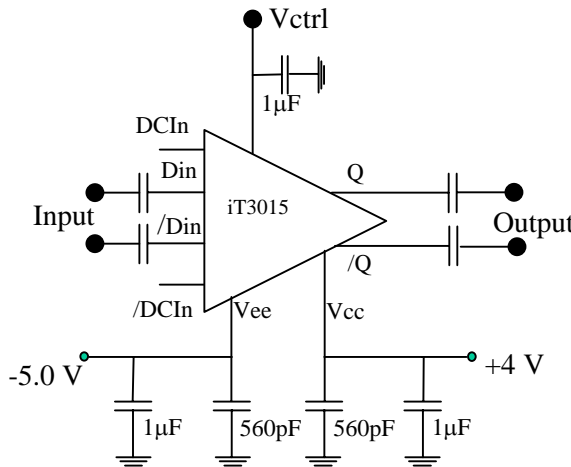 Vctrl
1μF
DCIn
Din
Q
Input
iT3015
Output
/Din
/Q
/DCIn
Vee
Vcc
-5.0 V
+4 V
1μF
560pF
560pF
1μF